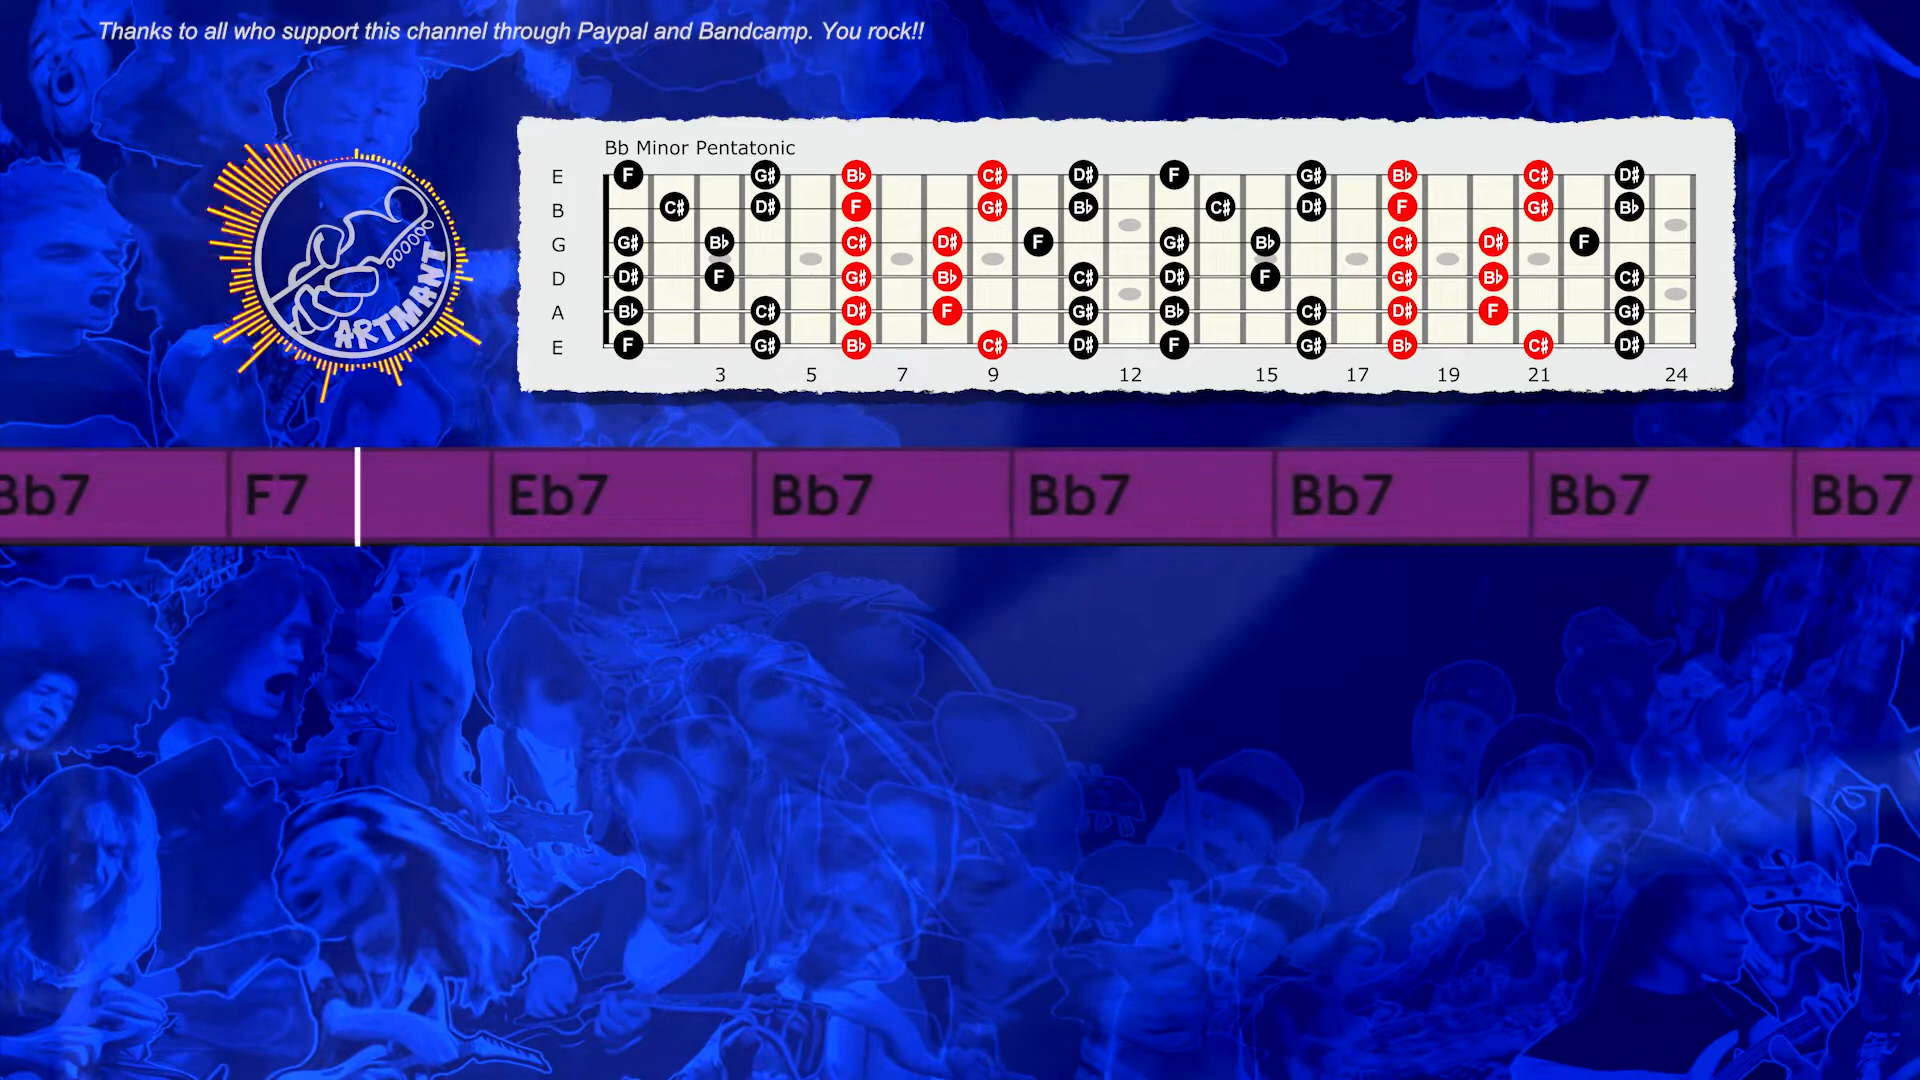 Thanks to all who support this channel through Paypal and Bandcamp. You rock!!
Bb Minor Pentatonic
E F G# Bb C# D# F G# Bb C# D#
B C# D# F G# Bb C# D# F G# Bb
G G# Bb C# D# F G# Bb C# D# F
D D# F G# Bb C# D# F G# Bb C#
A Bb C# D# F G# Bb C# D# F G#
E F G# Bb C# D# F G# Bb C# D#
3 5 7 9 12 15 17 19 21 24
ARTMANT
Bb7 F7 Eb7 Bb7 Bb7 Bb7 Bb7 Bb7